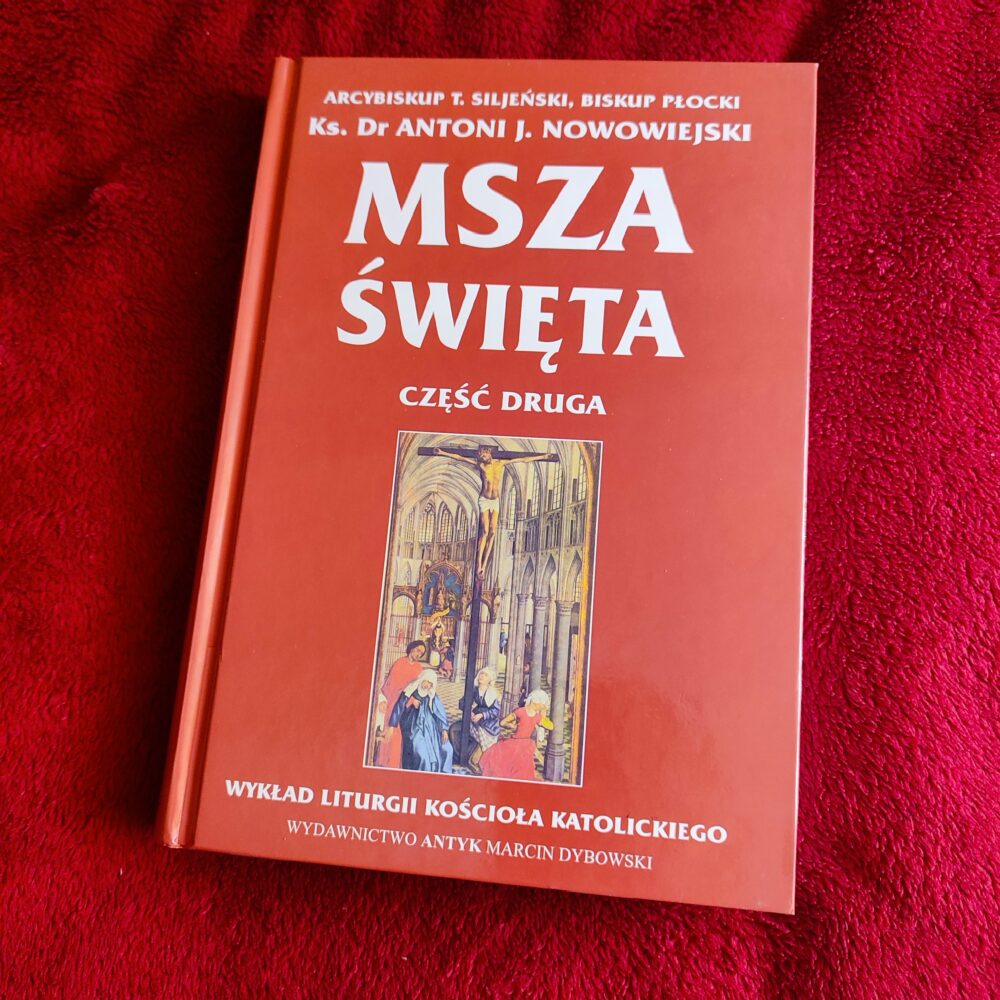 ARCYBISKUP T. SILJEŃSKI, BISKUP PŁOCKI
Ks. Dr ANTONI J. NOWOWIEJSKI
MSZA
ŚWIĘTA
CZĘŚĆ DRUGA
WYKŁAD LITURGII KOŚCIOŁA KATOLICKIEGO
WYDAWNICTWO ANTYK MARCIN DYBOWSKI